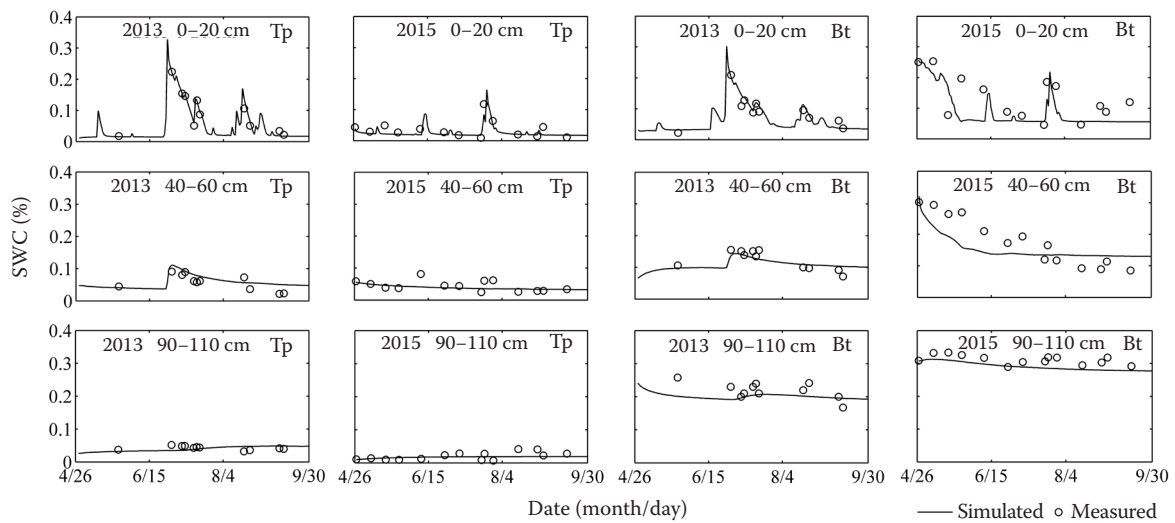 0.4
0.3
0.2
0.1
0
2013 0–20 cm Tp
2015 0–20 cm Tp
2013 0–20 cm Bt
2015 0–20 cm Bt
0.4
0.3
0.2
0.1
0
2013 40–60 cm Tp
2015 40–60 cm Tp
2013 40–60 cm Bt
2015 40–60 cm Bt
SWC (%)
0.4
0.3
0.2
0.1
0
2013 90–110 cm Tp
2015 90–110 cm Tp
2013 90–110 cm Bt
2015 90–110 cm Bt
4/26 6/15 8/4 9/30
4/26 6/15 8/4 9/30
4/26 6/15 8/4 9/30
4/26 6/15 8/4 9/30
Date (month/day)
Simulated Measured